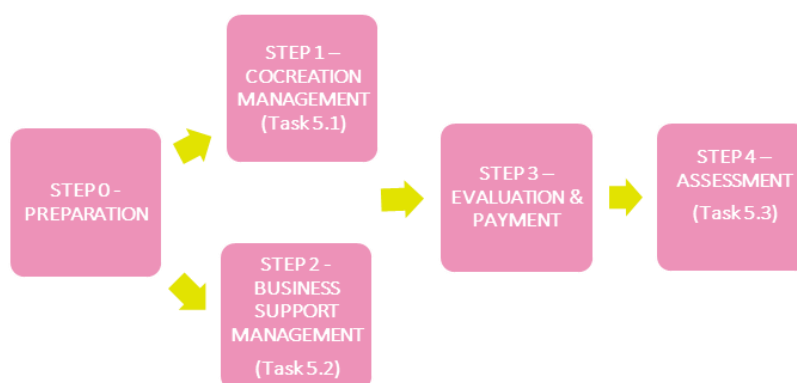 STEP 0 -
PREPARATION
STEP 1 –
COCREATION
MANAGEMENT
(Task 5.1)
STEP 2 -
BUSINESS
SUPPORT
MANAGEMENT
(Task 5.2)
STEP 3 –
EVALUATION &
PAYMENT
STEP 4 –
ASSESSMENT
(Task 5.3)